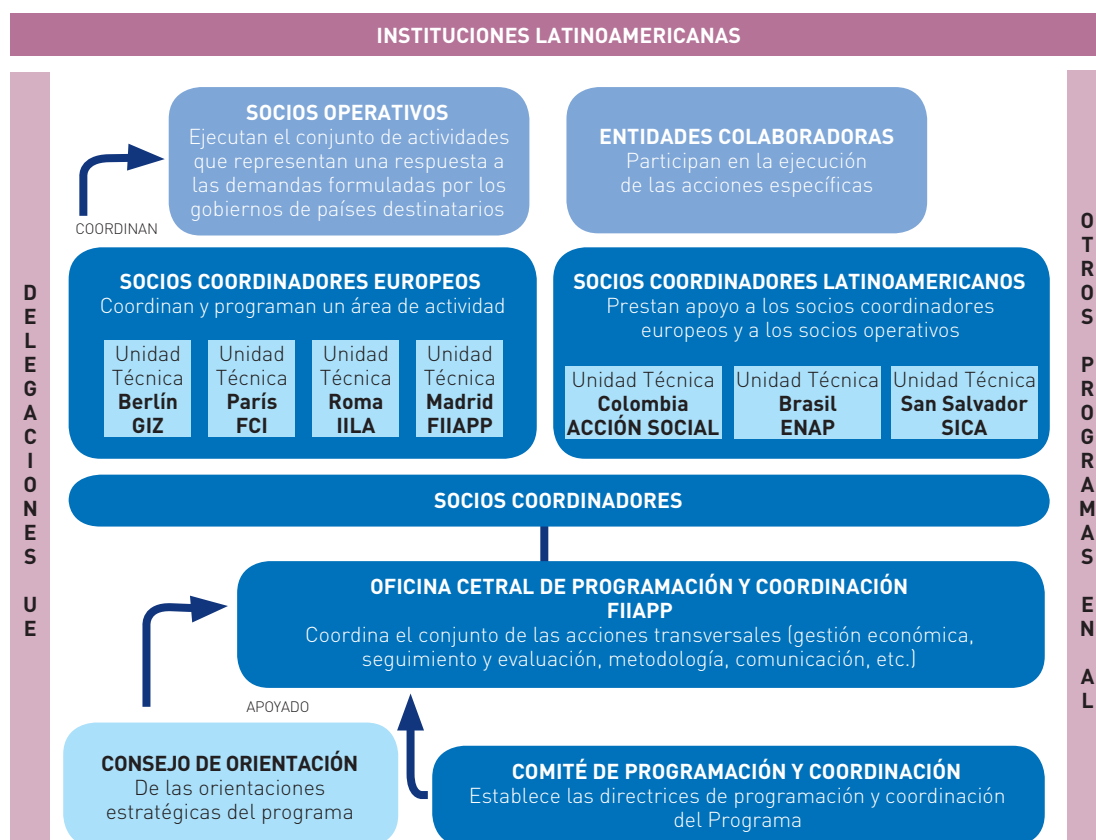 INSTITUCIONES LATINOAMERICANAS
DELEGACIONES UE
SOCIOS OPERATIVOS
Ejecutan el conjunto de actividades
que representan una respuesta a
las demandas formuladas por los
gobiernos de países destinatarios
ENTIDADES COLABORADORAS
Participan en la ejecución
de las acciones específicas
COORDINAN
SOCIOS COORDINADORES EUROPEOS
Coordinan y programan un área de actividad
Unidad
Técnica
Berlín
GIZ
Unidad
Técnica
París
FCI
Unidad
Técnica
Roma
IILA
Unidad
Técnica
Madrid
FIIAPP
SOCIOS COORDINADORES LATINOAMERICANOS
Prestan apoyo a los socios coordinadores
europeos y a los socios operativos
Unidad Técnica
Colombia
ACCIÓN SOCIAL
Unidad Técnica
Brasil
ENAP
Unidad Técnica
San Salvador
SICA
SOCIOS COORDINADORES
OFICINA CETRAL DE PROGRAMACIÓN Y COORDINACIÓN
FIIAPP
Coordina el conjunto de las acciones transversales (gestión económica,
seguimiento y evaluación, metodología, comunicación, etc.)
APOYADO
CONSEJO DE ORIENTACIÓN
De las orientaciones
estratégicas del programa
COMITÉ DE PROGRAMACIÓN Y COORDINACIÓN
Establece las directrices de programación y coordinación
del Programa
OTROS PROGRAMAS EN AL